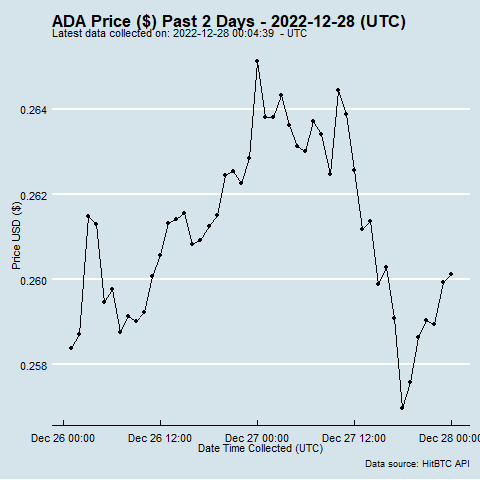 ADA Price ($) Past 2 Days - 2022-12-28 (UTC)
Latest data collected on: 2022-12-28 00:04:39  - UTC
0.264
0.262
0.260
0.258
Price USD ($)
Dec 26 00:00 Dec 26 12:00 Dec 27 00:00 Dec 27 12:00 Dec 28 00:00
Date Time Collected (UTC)
Data source: HitBTC API